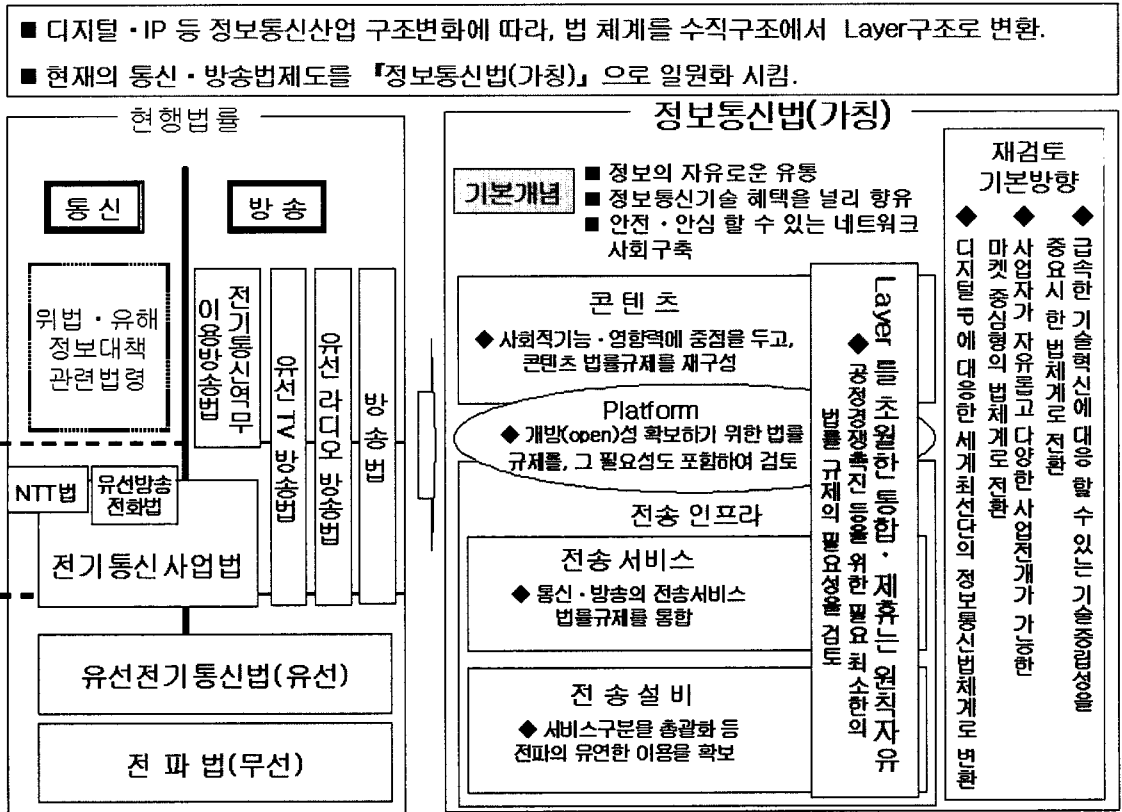 ■ 디지털・IP 등 정보통신산업 구조변화에 따라, 법 체계를 수직구조에서 Layer구조로 변환.
■ 현재의 통신・방송법제도를 『정보통신법(가칭)』으로 일원화 시킴.
현행법률
통 신
방 송
위법・유해
정보대책
관련법령
전기통신역무
이용방송법
유선 TV 방송법
유선 라디오 방송법
방송법
NTT법
유선방송
전화법
전기통신사업법
유선전기통신법(유선)
전 파 법(무선)
정보통신법(가칭)
기본개념
■ 정보의 자유로운 유통
■ 정보통신기술 혜택을 널리 향유
■ 안전・안심 할 수 있는 네트워크
사회구축
콘 텐 츠
◆ 사회적기능・영향력에 중점을 두고,
콘텐츠 법률규제를 재구성
Platform
◆ 개방(open)성 확보하기 위한 법률
규제를, 그 필요성도 포함하여 검토
전송 인프라
전송 서비스
◆ 통신・방송의 전송서비스
법률규제를 통합
전 송 설 비
◆ 서비스구분을 총괄화 등
전파의 유연한 이용을 확보
Layer 를 초월한 통합・제휴는 원칙자유
◆ 공정경쟁촉진 등을 위한 필요 최소한의
법률 규제의 필요성을 검토
재검토
기본방향
◆ 급속한 기술혁신에 대응 할 수 있는 기술중립성을
중요시 한 법체계로 전환
◆ 사업자가 자유롭고 다양한 사업전개가 가능한
마켓 중심형의 법체계로 전환
◆ 디지털 IP에 대응한 세계최선단의 정보통신법체계로 변환